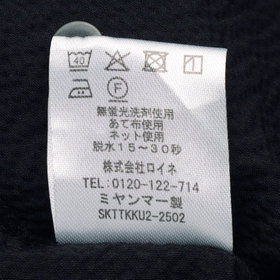 40
F
無蛍光洗剤使用
あて布使用
ネット使用
脱水15~30秒
株式会社ロイネ
TEL:0120-122-714
ミヤンマー製
SKTTKKU2-2502